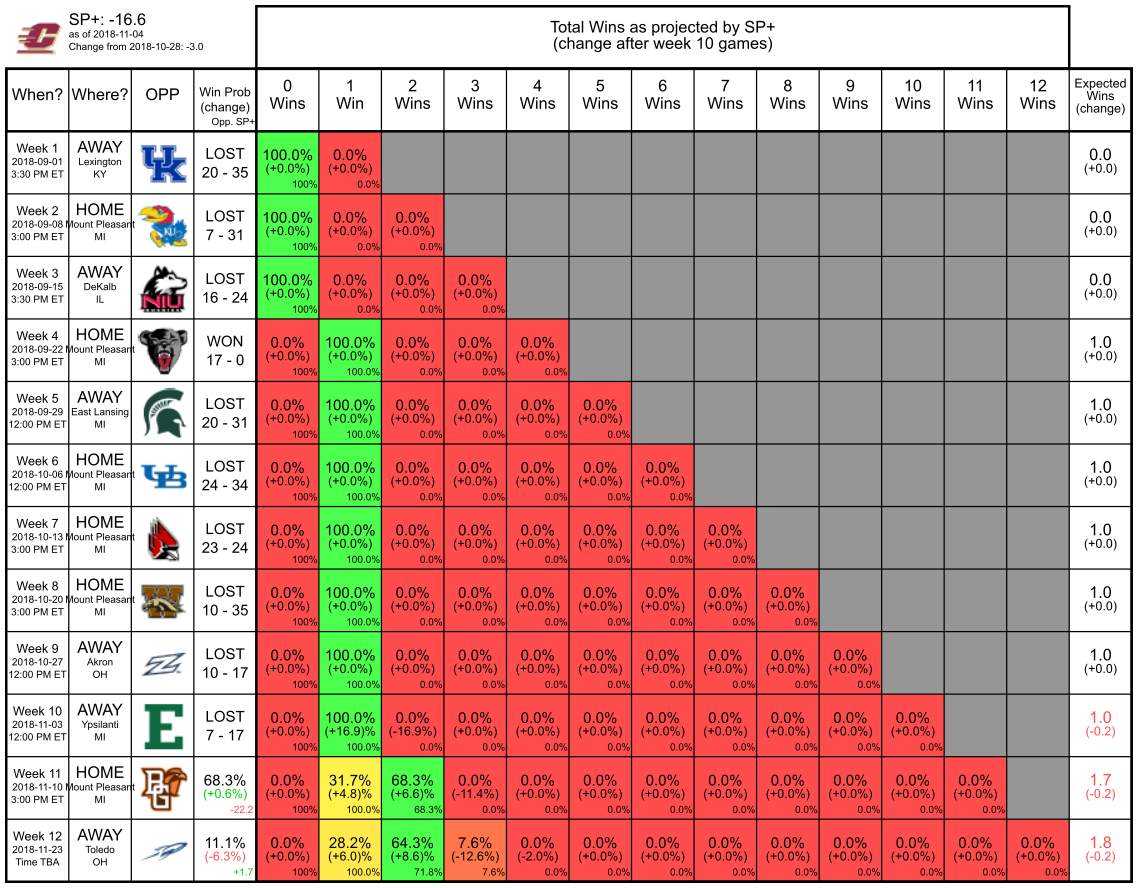 SP+: -16.6
as of 2018-11-04
Change from 2018-10-28: -3.0
Total Wins as projected by SP+
(change after week 10 games)
When? Where? OPP Win Prob (change) Opp. SP+ 0 Wins 1 Win 2 Wins 3 Wins 4 Wins 5 Wins 6 Wins 7 Wins 8 Wins 9 Wins 10 Wins 11 Wins 12 Wins Expected Wins (change)
Week 1 AWAY LOST 100.0% 0.0% 0.0
2018-09-01 Lexington (+0.0%) (+0.0%) (+0.0)
3:30 PM ET KY UK 20 - 35 100% 0.0%
Week 2 HOME LOST 100.0% 0.0% 0.0% 0.0
2018-09-08 Mount Pleasant (+0.0%) (+0.0%) (+0.0%) (+0.0)
3:00 PM ET MI KU 7 - 31 100% 0.0% 0.0%
Week 3 AWAY LOST 100.0% 0.0% 0.0% 0.0% 0.0
2018-09-15 DeKalb (+0.0%) (+0.0%) (+0.0%) (+0.0%) (+0.0)
3:30 PM ET IL NIU 16 - 24 100% 0.0% 0.0% 0.0%
Week 4 HOME WON 0.0% 100.0% 0.0% 0.0% 0.0% 1.0
2018-09-22 Mount Pleasant (+0.0%) (+0.0%) (+0.0%) (+0.0%) (+0.0%) (+0.0)
3:00 PM ET MI 17 - 0 100% 100.0% 0.0% 0.0% 0.0%
Week 5 AWAY LOST 0.0% 100.0% 0.0% 0.0% 0.0% 0.0% 1.0
2018-09-29 East Lansing (+0.0%) (+0.0%) (+0.0%) (+0.0%) (+0.0%) (+0.0%) (+0.0)
12:00 PM ET MI 20 - 31 100% 100.0% 0.0% 0.0% 0.0% 0.0%
Week 6 HOME LOST 0.0% 100.0% 0.0% 0.0% 0.0% 0.0% 0.0% 1.0
2018-10-06 Mount Pleasant (+0.0%) (+0.0%) (+0.0%) (+0.0%) (+0.0%) (+0.0%) (+0.0%) (+0.0)
12:00 PM ET MI UB 24 - 34 100% 100.0% 0.0% 0.0% 0.0% 0.0% 0.0%
Week 7 HOME LOST 0.0% 100.0% 0.0% 0.0% 0.0% 0.0% 0.0% 0.0% 1.0
2018-10-13 Mount Pleasant (+0.0%) (+0.0%) (+0.0%) (+0.0%) (+0.0%) (+0.0%) (+0.0%) (+0.0%) (+0.0)
3:00 PM ET MI 23 - 24 100% 100.0% 0.0% 0.0% 0.0% 0.0% 0.0% 0.0%
Week 8 HOME LOST 0.0% 100.0% 0.0% 0.0% 0.0% 0.0% 0.0% 0.0% 0.0% 1.0
2018-10-20 Mount Pleasant (+0.0%) (+0.0%) (+0.0%) (+0.0%) (+0.0%) (+0.0%) (+0.0%) (+0.0%) (+0.0%) (+0.0)
3:00 PM ET MI W 10 - 35 100% 100.0% 0.0% 0.0% 0.0% 0.0% 0.0% 0.0% 0.0%
Week 9 AWAY LOST 0.0% 100.0% 0.0% 0.0% 0.0% 0.0% 0.0% 0.0% 0.0% 0.0% 1.0
2018-10-27 Akron (+0.0%) (+0.0%) (+0.0%) (+0.0%) (+0.0%) (+0.0%) (+0.0%) (+0.0%) (+0.0%) (+0.0%) (+0.0)
12:00 PM ET OH 10 - 17 100% 100.0% 0.0% 0.0% 0.0% 0.0% 0.0% 0.0% 0.0% 0.0%
Week 10 AWAY LOST 0.0% 100.0% 0.0% 0.0% 0.0% 0.0% 0.0% 0.0% 0.0% 0.0% 0.0% 1.0
2018-11-03 Ypsilanti (+0.0%) (+16.9)% (-16.9%) (+0.0%) (+0.0%) (+0.0%) (+0.0%) (+0.0%) (+0.0%) (+0.0%) (+0.0%) (-0.2)
12:00 PM ET MI E 7 - 17 100% 100.0% 0.0% 0.0% 0.0% 0.0% 0.0% 0.0% 0.0% 0.0% 0.0%
Week 11 HOME 68.3% 0.0% 31.7% 68.3% 0.0% 0.0% 0.0% 0.0% 0.0% 0.0% 0.0% 0.0% 0.0% 1.7
2018-11-10 Mount Pleasant (+0.6%) (+0.0%) (+4.8)% (+6.6)% (-11.4%) (+0.0%) (+0.0%) (+0.0%) (+0.0%) (+0.0%) (+0.0%) (+0.0%) (+0.0%) (-0.2)
3:00 PM ET MI BG -22.2 100% 100.0% 68.3% 0.0% 0.0% 0.0% 0.0% 0.0% 0.0% 0.0% 0.0% 0.0%
Week 12 AWAY 11.1% 0.0% 28.2% 64.3% 7.6% 0.0% 0.0% 0.0% 0.0% 0.0% 0.0% 0.0% 0.0% 0.0% 1.8
2018-11-23 Toledo (-6.3%) (+0.0%) (+6.0)% (+8.6)% (-12.6%) (-2.0%) (+0.0%) (+0.0%) (+0.0%) (+0.0%) (+0.0%) (+0.0%) (+0.0%) (+0.0%) (-0.2)
Time TBA OH +1.7 100% 100.0% 71.8% 7.6% 0.0% 0.0% 0.0% 0.0% 0.0% 0.0% 0.0% 0.0% 0.0%